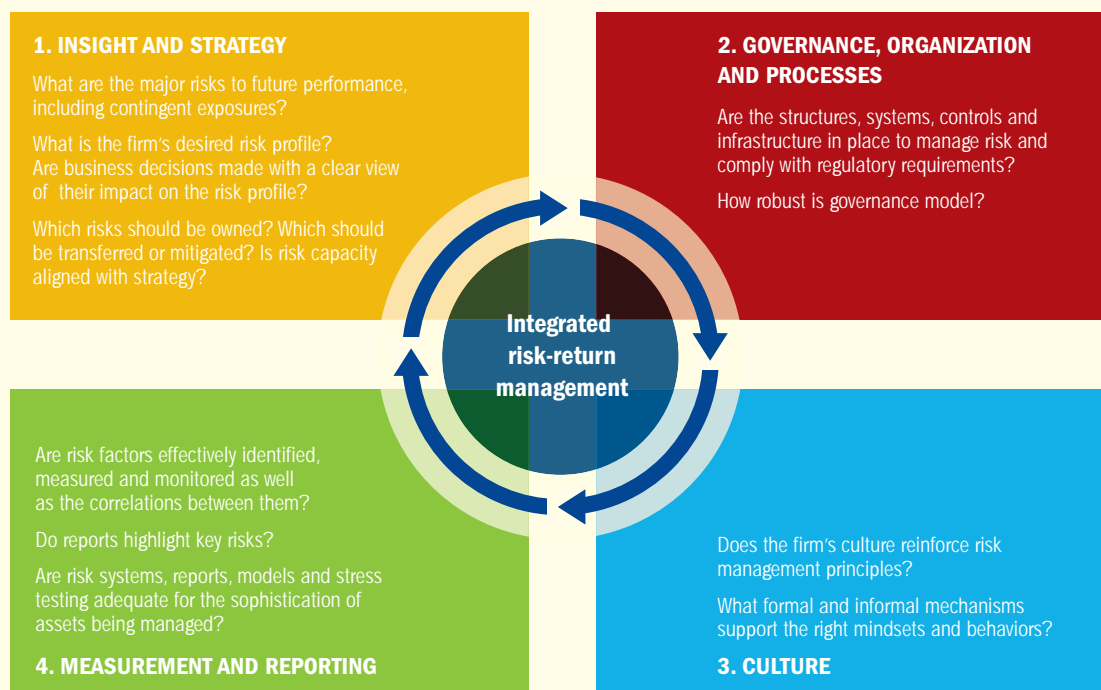 1. INSIGHT AND STRATEGY
What are the major risks to future performance,
including contingent exposures?
What is the firm's desired risk profile?
Are business decisions made with a clear view
of their impact on the risk profile?
Which risks should be owned? Which should
be transferred or mitigated? Is risk capacity
aligned with strategy?
2. GOVERNANCE, ORGANIZATION
AND PROCESSES
Are the structures, systems, controls and
infrastructure in place to manage risk and
comply with regulatory requirements?
How robust is governance model?
Integrated
risk-return
management
Does the firm's culture reinforce risk
management principles?
What formal and informal mechanisms
support the right mindsets and behaviors?
3. CULTURE
Are risk factors effectively identified,
measured and monitored as well
as the correlations between them?
Do reports highlight key risks?
Are risk systems, reports, models and stress
testing adequate for the sophistication of
assets being managed?
4. MEASUREMENT AND REPORTING